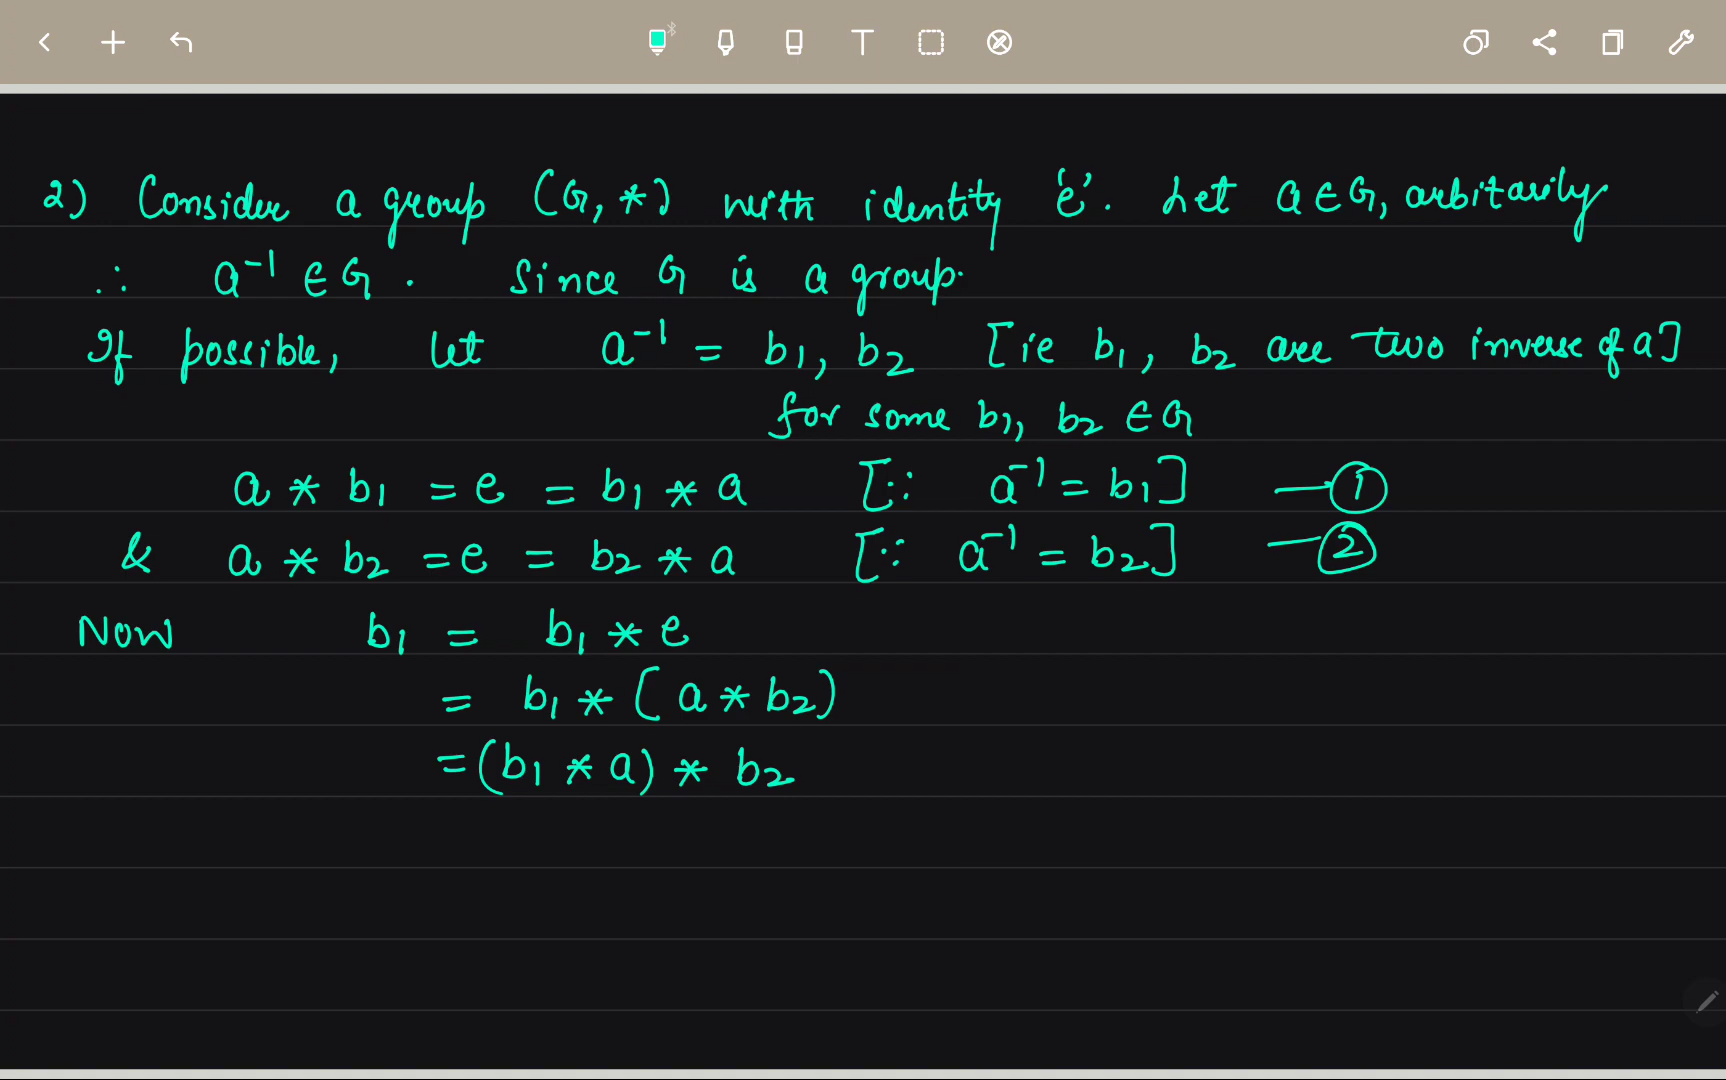 2) Consider a group (G, *) with identity 'e'. Let a ∈ G, arbitarily
∴ a⁻¹ ∈ G. Since G is a group.
If possible, let a⁻¹ = b₁, b₂ [ie b₁, b₂ are two inverse of a]
for some b₁, b₂ ∈ G
a * b₁ = e = b₁ * a [∵ a⁻¹ = b₁] —①
& a * b₂ = e = b₂ * a [∵ a⁻¹ = b₂] —②
Now b₁ = b₁ * e
= b₁ * (a * b₂)
= (b₁ * a) * b₂